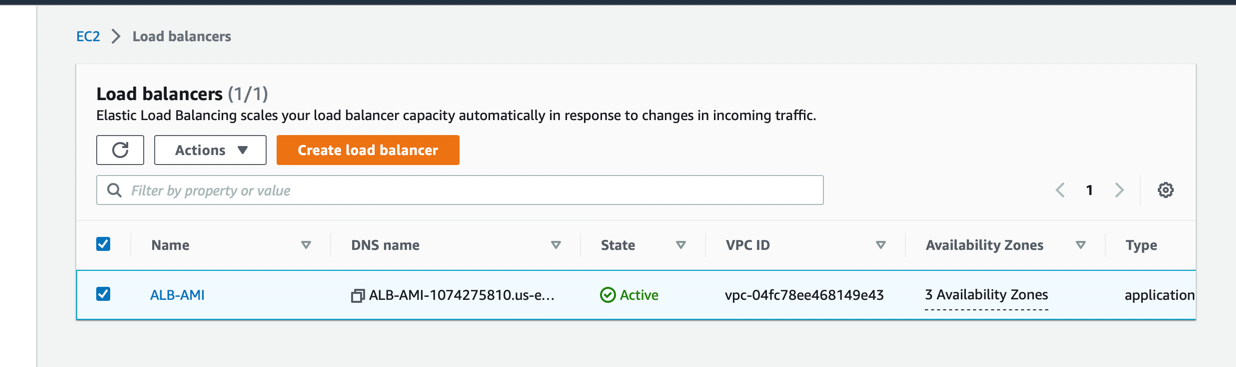 EC2 > Load balancers
Load balancers (1/1)
Elastic Load Balancing scales your load balancer capacity automatically in response to changes in incoming traffic.
Actions Create load balancer
Filter by property or value 1
Name DNS name State VPC ID Availability Zones Type
ALB-AMI ALB-AMI-1074275810.us-e... Active vpc-04fc78ee468149e43 3 Availability Zones application